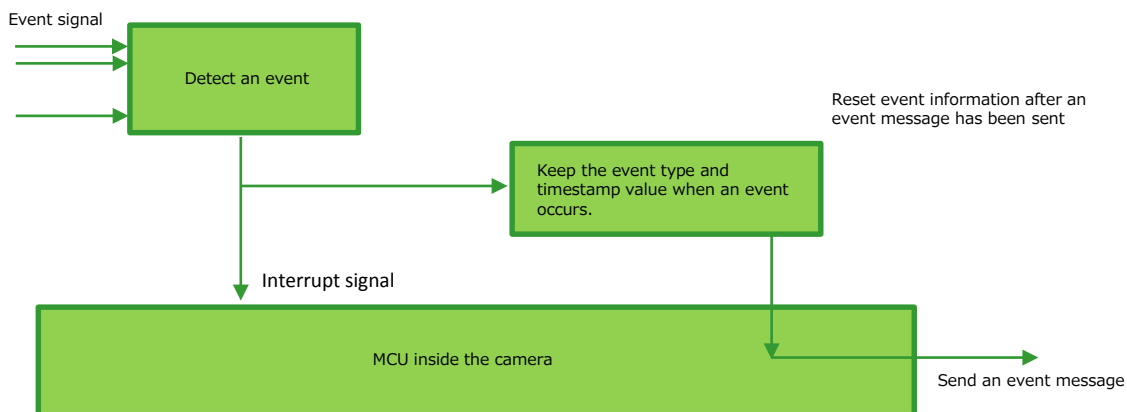 Event signal
Detect an event
Reset event information after an
event message has been sent
Keep the event type and
timestamp value when an event
occurs.
Interrupt signal
MCU inside the camera
Send an event message